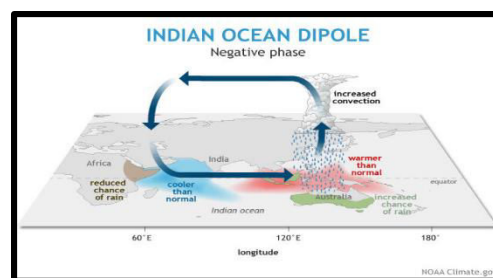 INDIAN OCEAN DIPOLE
Negative phase
increased
convection
Africa
India
warmer
than
normal
reduced
chance
of rain
cooler
than
normal
equator
Australia
increased
chance
of rain
Indian ocean
60°E
120°E
180°
longitude
NOAA Climate.gov